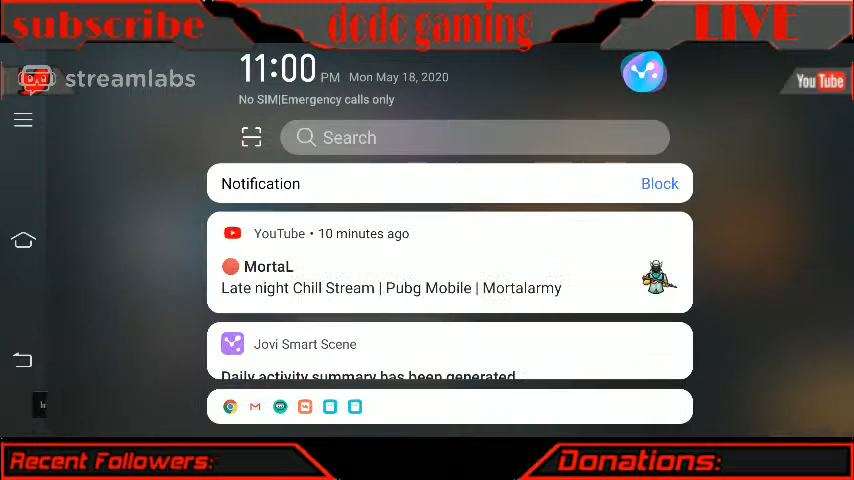 subscribe
dcdc gaming
LIVE
streamlabs
11:00 PM Mon May 18, 2020
No SIM|Emergency calls only
YouTube
Search
Notification
Block
YouTube • 10 minutes ago
MortaL
Late night Chill Stream | Pubg Mobile | Mortalarmy
Jovi Smart Scene
Daily activity summary has been generated
Recent Followers:
Donations: